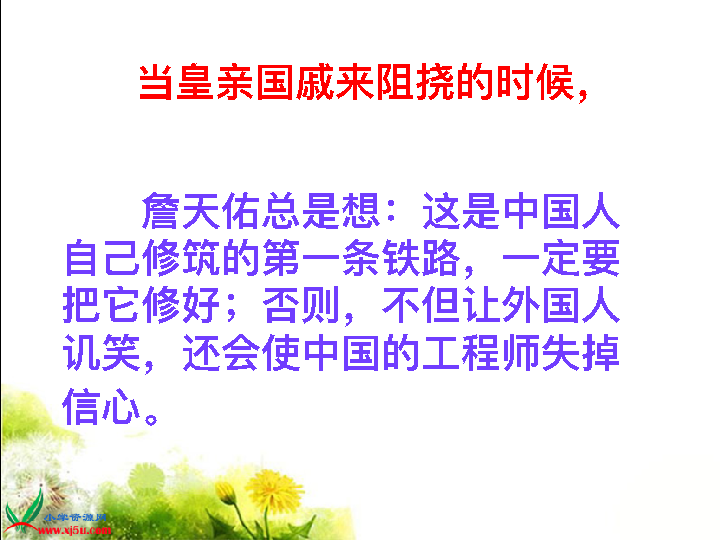 当皇亲国戚来阻挠的时候，
詹天佑总是想：这是中国人
自己修筑的第一条铁路，一定要
把它修好；否则，不但让外国人
讥笑，还会使中国的工程师失掉
信心。
小学资源网
www.xj5u.com